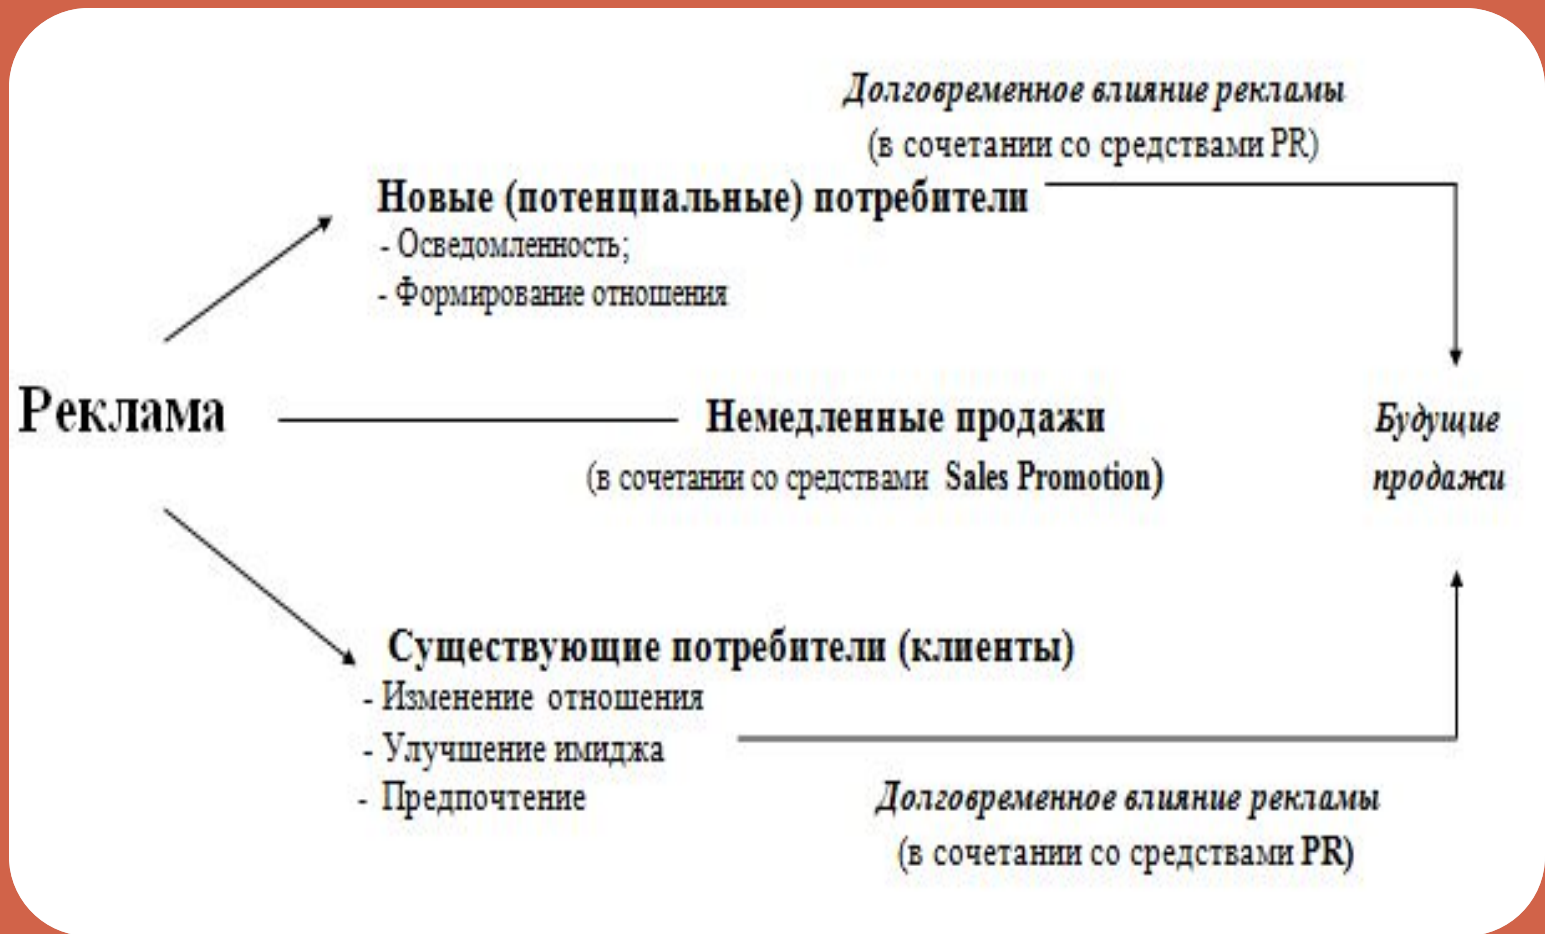 Долговременное влияние рекламы
(в сочетании со средствами PR)
Новые (потенциальные) потребители
- Осведомленность;
- Формирование отношения
Реклама
Немедленные продажи
(в сочетании со средствами Sales Promotion)
Будущие
продажи
Существующие потребители (клиенты)
- Изменение отношения
- Улучшение имиджа
- Предпочтение
Долговременное влияние рекламы
(в сочетании со средствами PR)